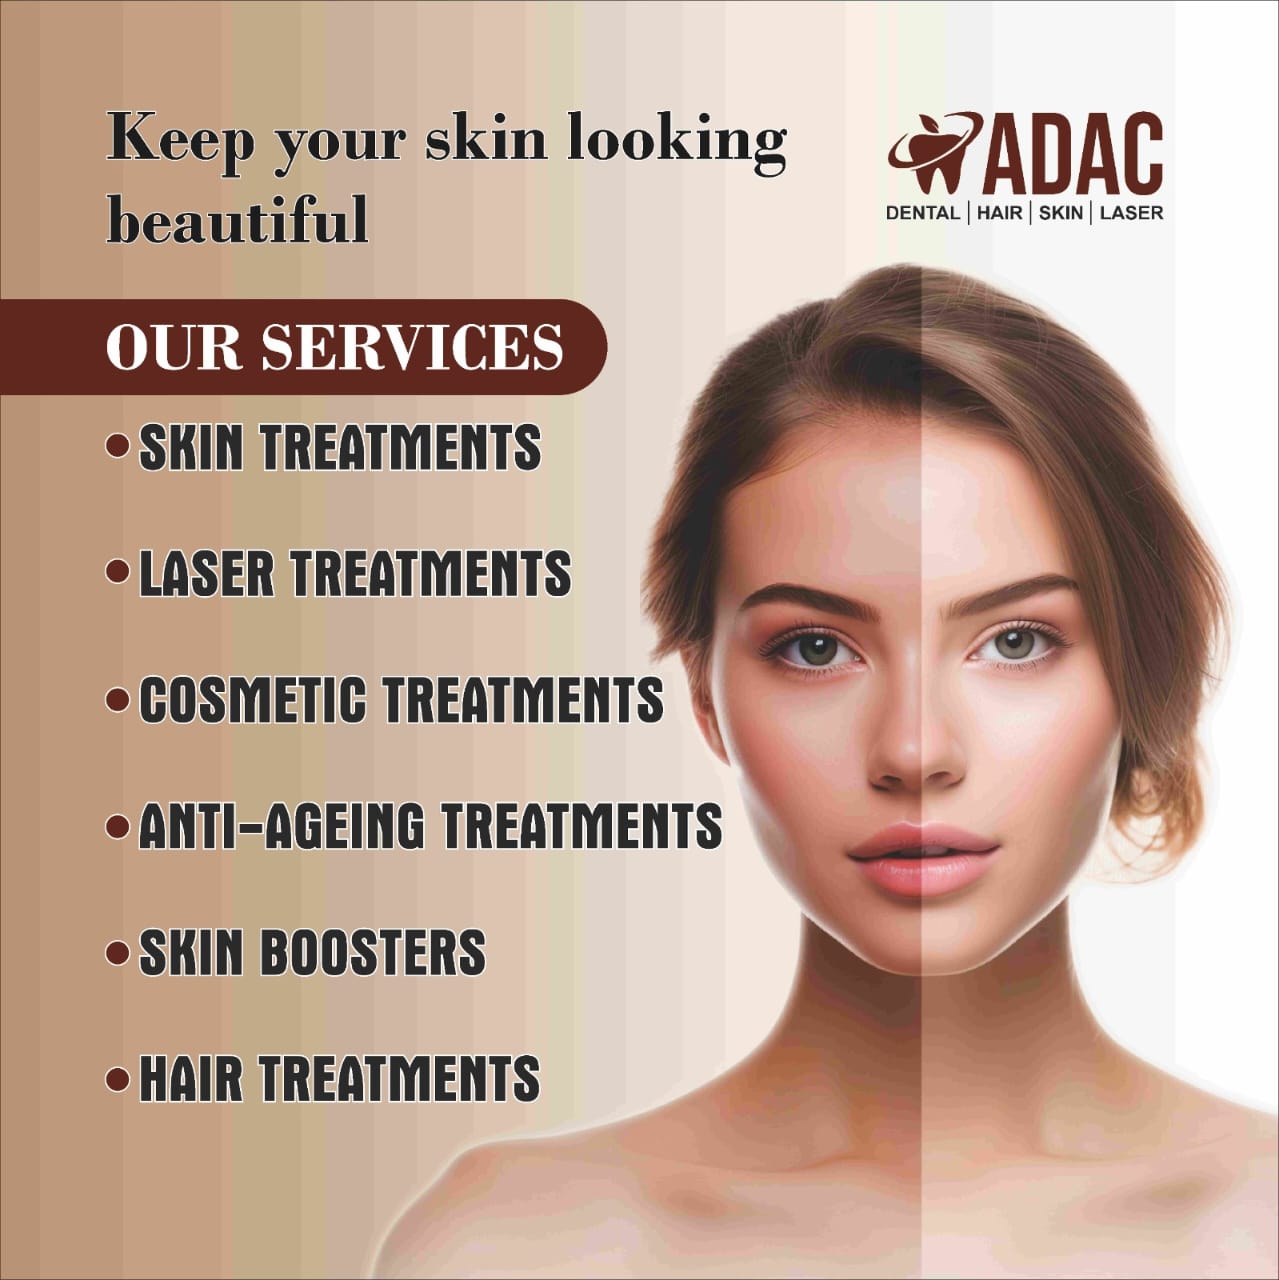 Keep your skin looking
beautiful
ADAC
DENTAL | HAIR | SKIN | LASER
OUR SERVICES
• SKIN TREATMENTS
• LASER TREATMENTS
• COSMETIC TREATMENTS
• ANTI-AGEING TREATMENTS
• SKIN BOOSTERS
• HAIR TREATMENTS